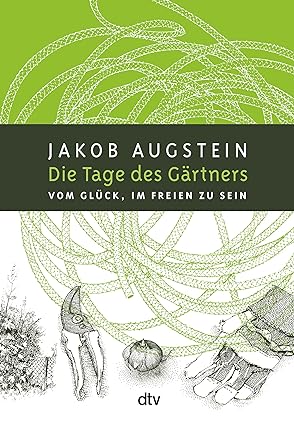 JAKOB AUGSTEIN
Die Tage des Gärtners
VOM GLÜCK, IM FREIEN ZU SEIN
dtv